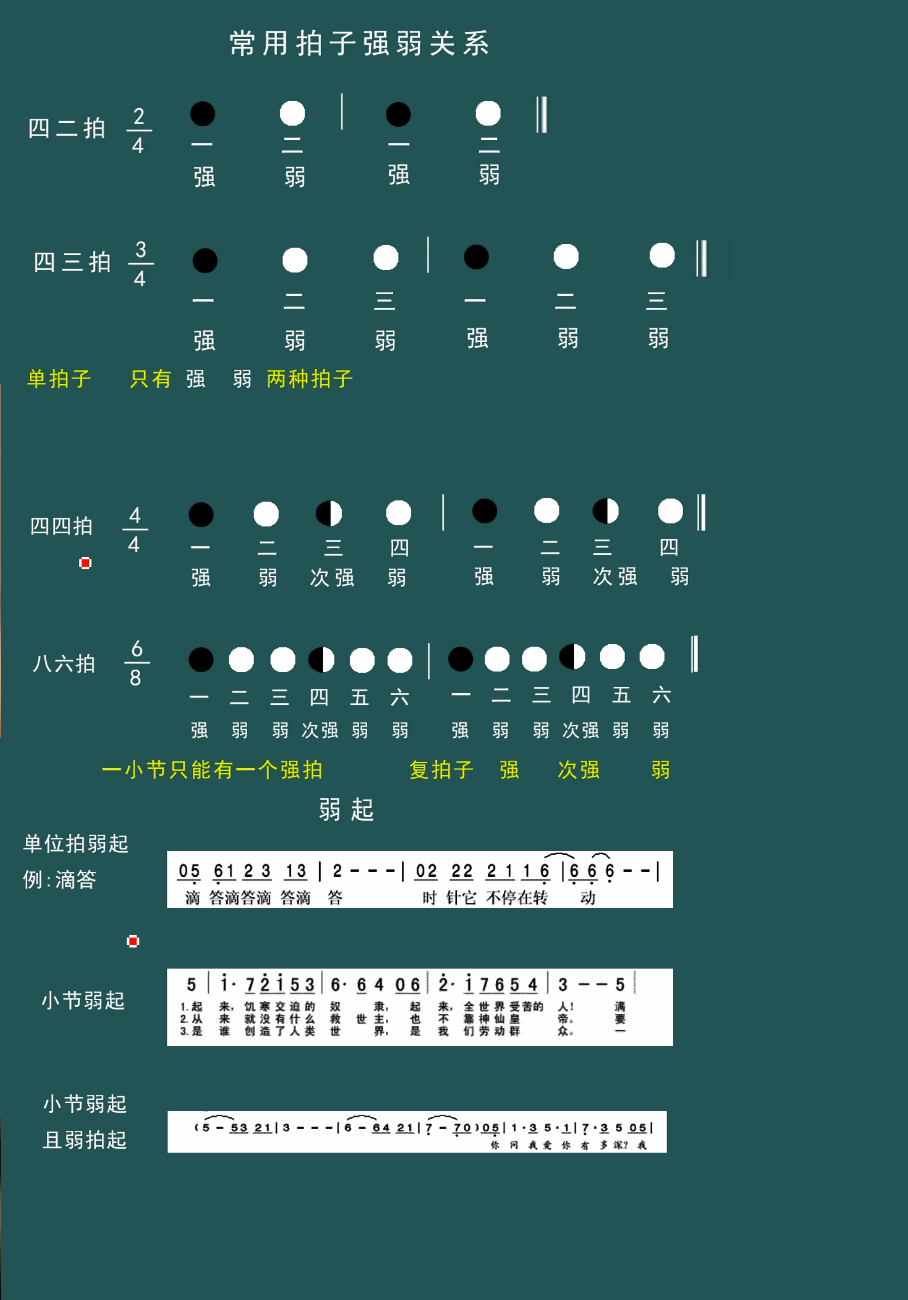 常用拍子强弱关系
四二拍 2/4
一 二 一 二
强 弱 强 弱
四三拍 3/4
一 二 三 一 二 三
强 弱 弱 强 弱 弱
单拍子 只有 强 弱 两种拍子
四四拍 4/4
一 二 三 四 一 二 三 四
强 弱 次强 弱 强 弱 次强 弱
八六拍 6/8
一 二 三 四 五 六 一 二 三 四 五 六
强 弱 弱 次强 弱 弱 强 弱 弱 次强 弱 弱
一小节只能有一个强拍 复拍子 强 次强 弱
弱起
单位拍弱起
例:滴答
05 61 23 13 | 2 - - - | 02 22 21 16 | 6 6 6 - - |
滴 答滴答滴 答滴 答 时 针它 不停在转 动
小节弱起
5 | 1· 7 2 1 5 3 | 6· 6 4 06 | 2· 1 7 6 5 4 | 3 - - 5
1.起 来, 饥寒交迫的 奴 隶, 起 来, 全世界受苦的 人! 满
2.从 来 就没有什么 救 世主, 也 不 靠神仙皇 帝。 要
3.是 谁 创造了人类 世 界, 是 我 们劳动群 众。 一
小节弱起
且弱拍起
(5 - 53 21 | 3 - - - | 6 - 64 21 | 7 - 70) 05 | 1·3 5·1 | 7·3 5 05 |
你 问 我 爱 你 有 多 深? 我